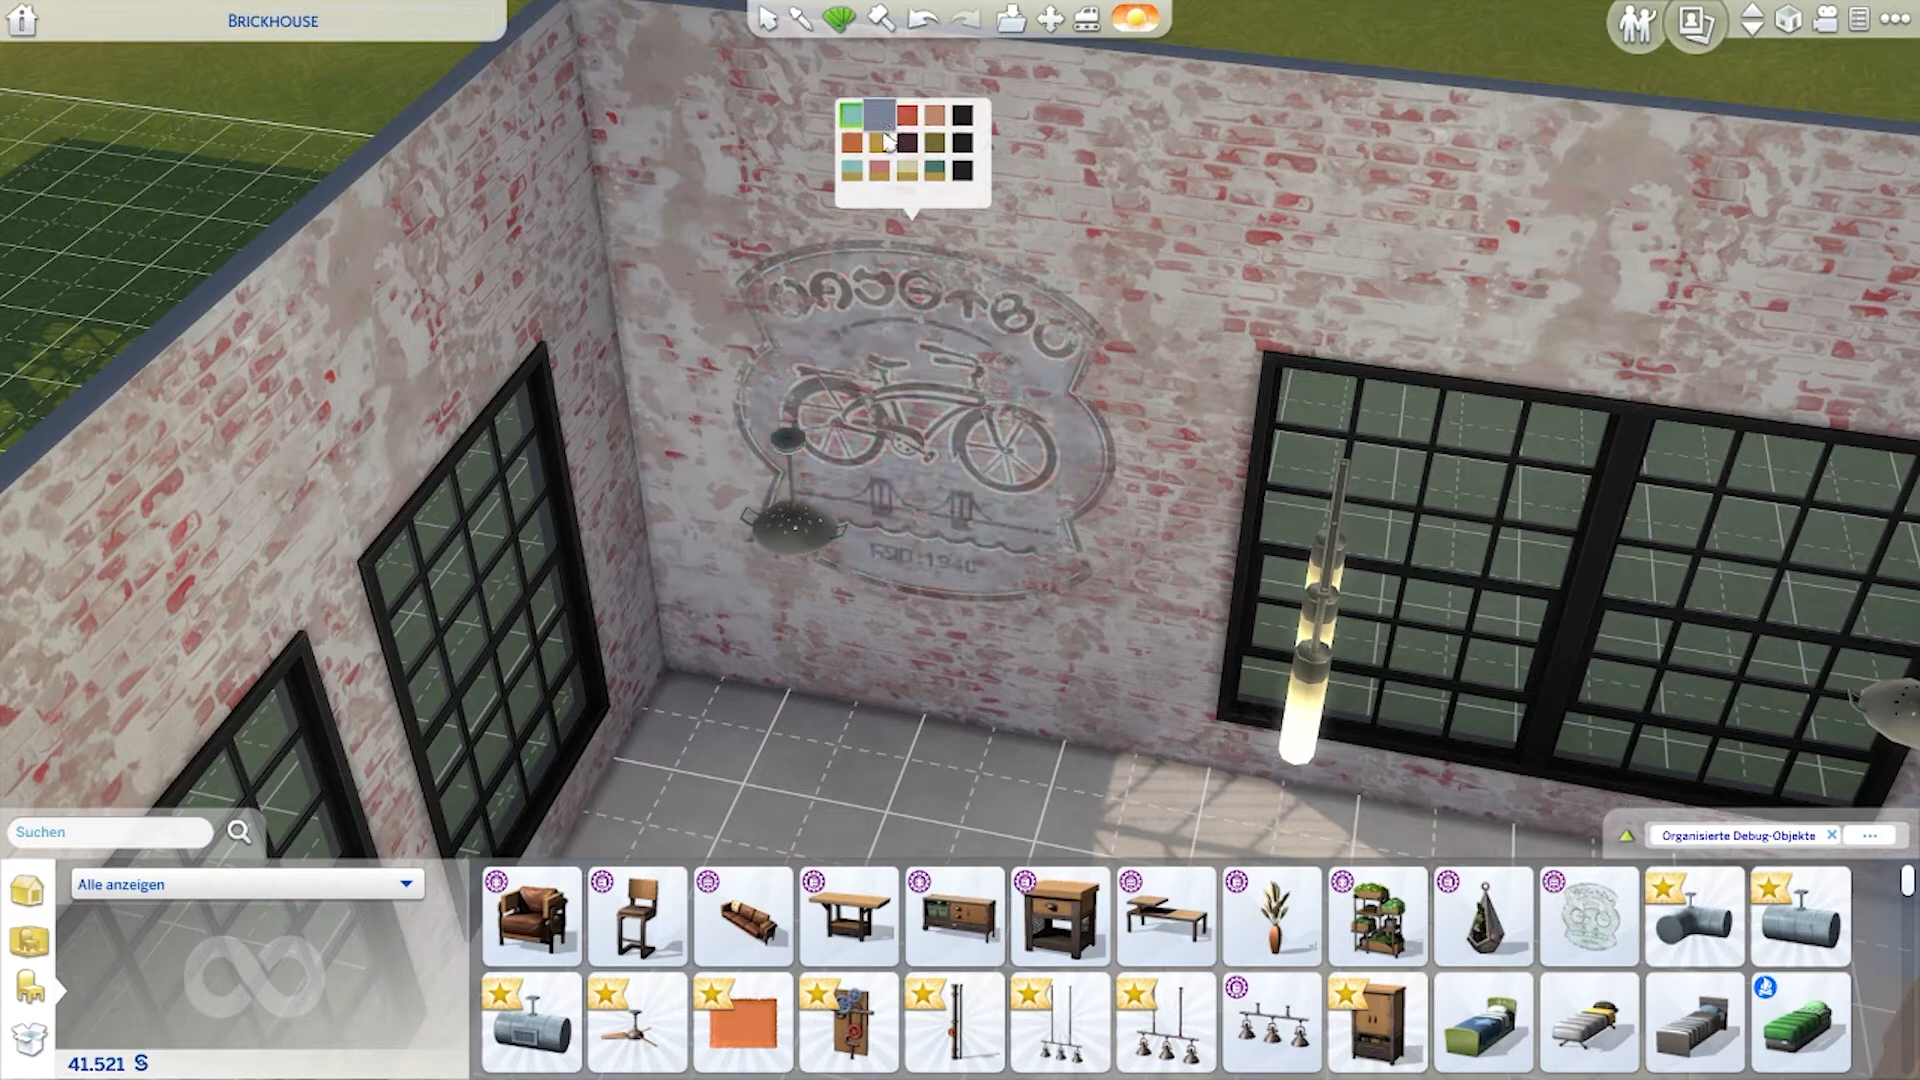 BRICKHOUSE
Suchen
Alle anzeigen
Organisierte Debug-Objekte
41.521 S